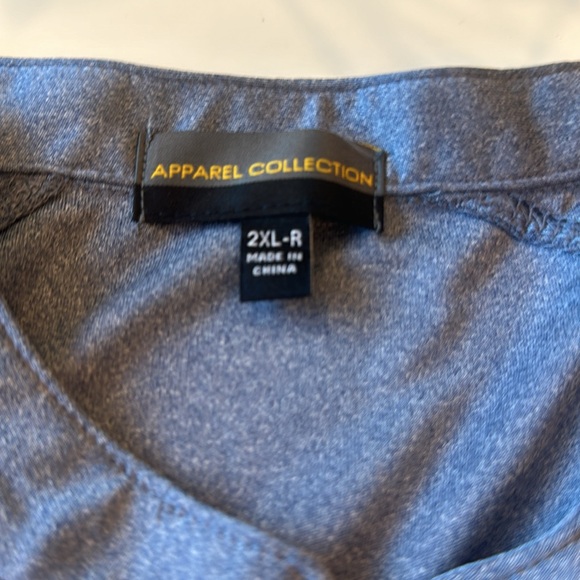 APPAREL COLLECTION
2XL-R
MADE IN
CHINA